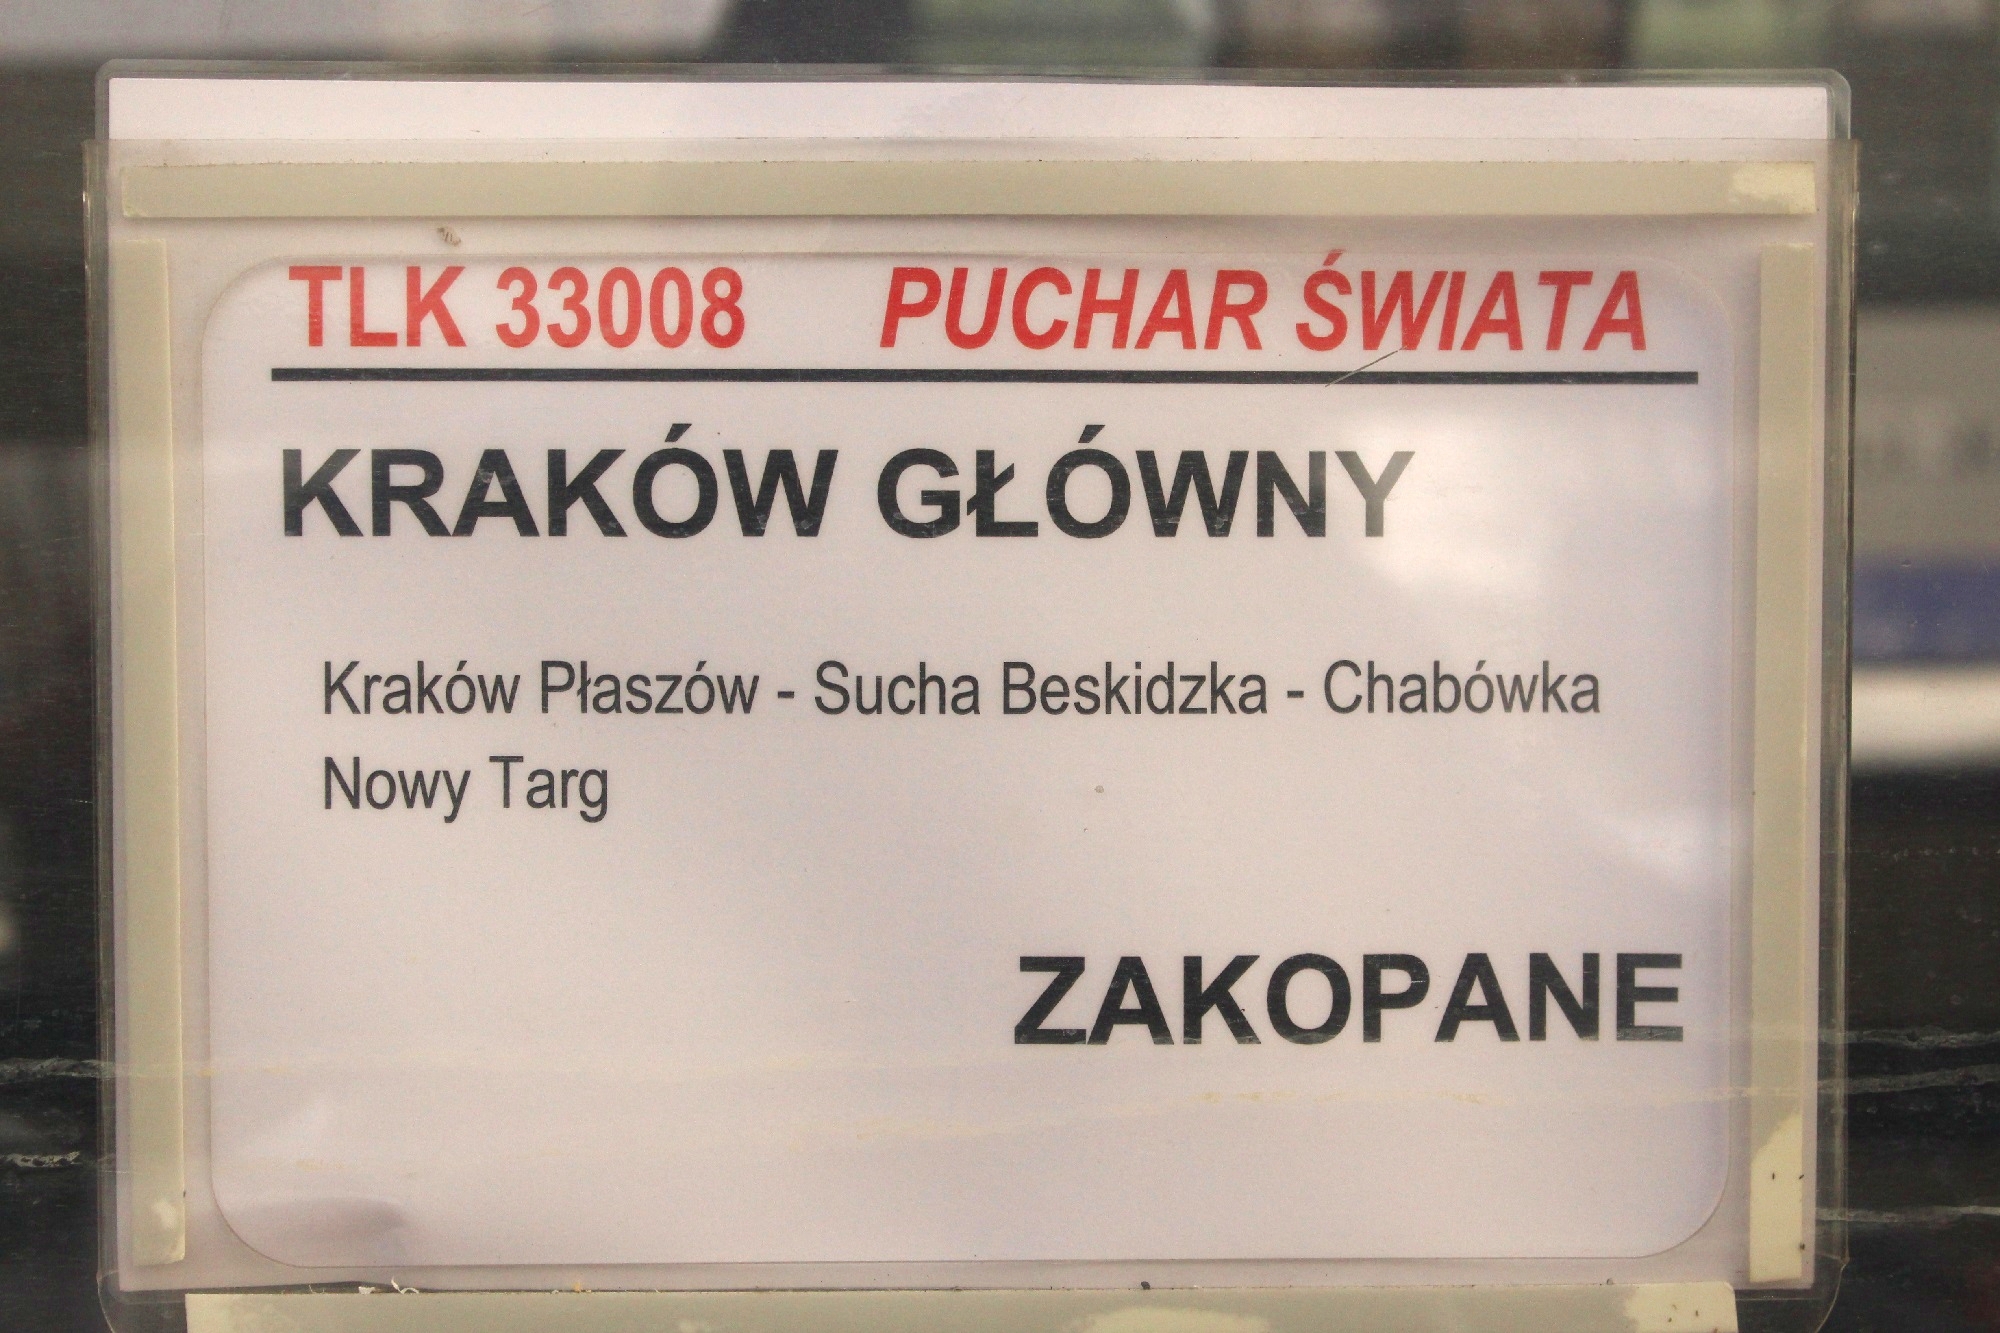 TLK 33008 PUCHAR ŚWIATA
KRAKÓW GŁÓWNY
Kraków Płaszów - Sucha Beskidzka - Chabówka
Nowy Targ
ZAKOPANE